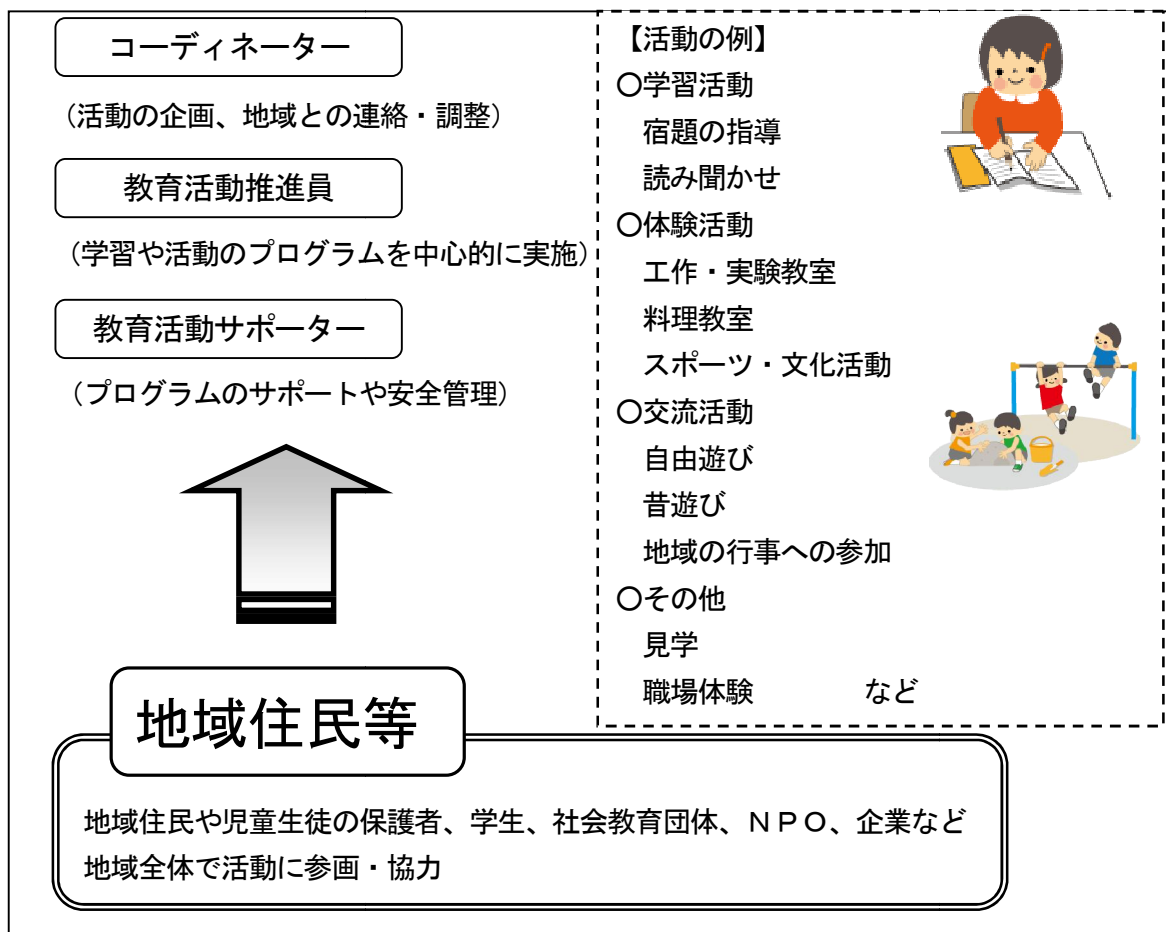 コーディネーター
（活動の企画、地域との連絡・調整）
教育活動推進員
（学習や活動のプログラムを中心的に実施）
教育活動サポーター
（プログラムのサポートや安全管理）
【活動の例】
○学習活動
宿題の指導
読み聞かせ
○体験活動
工作・実験教室
料理教室
スポーツ・文化活動
○交流活動
自由遊び
昔遊び
地域の行事への参加
○その他
見学
職場体験　　　　など
地域住民等
地域住民や児童生徒の保護者、学生、社会教育団体、ＮＰＯ、企業など
地域全体で活動に参画・協力